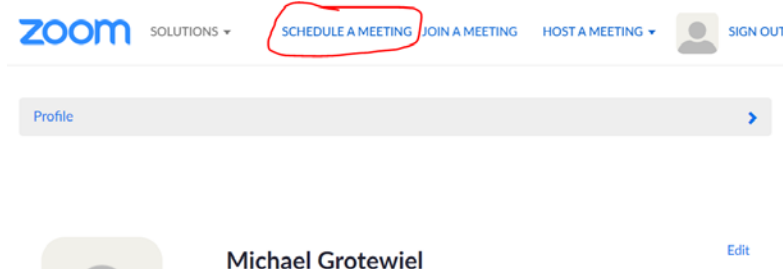 zoom SOLUTIONS SCHEDULE A MEETING JOIN A MEETING HOST A MEETING SIGN OUT
Profile
Michael Grotewiel
Edit